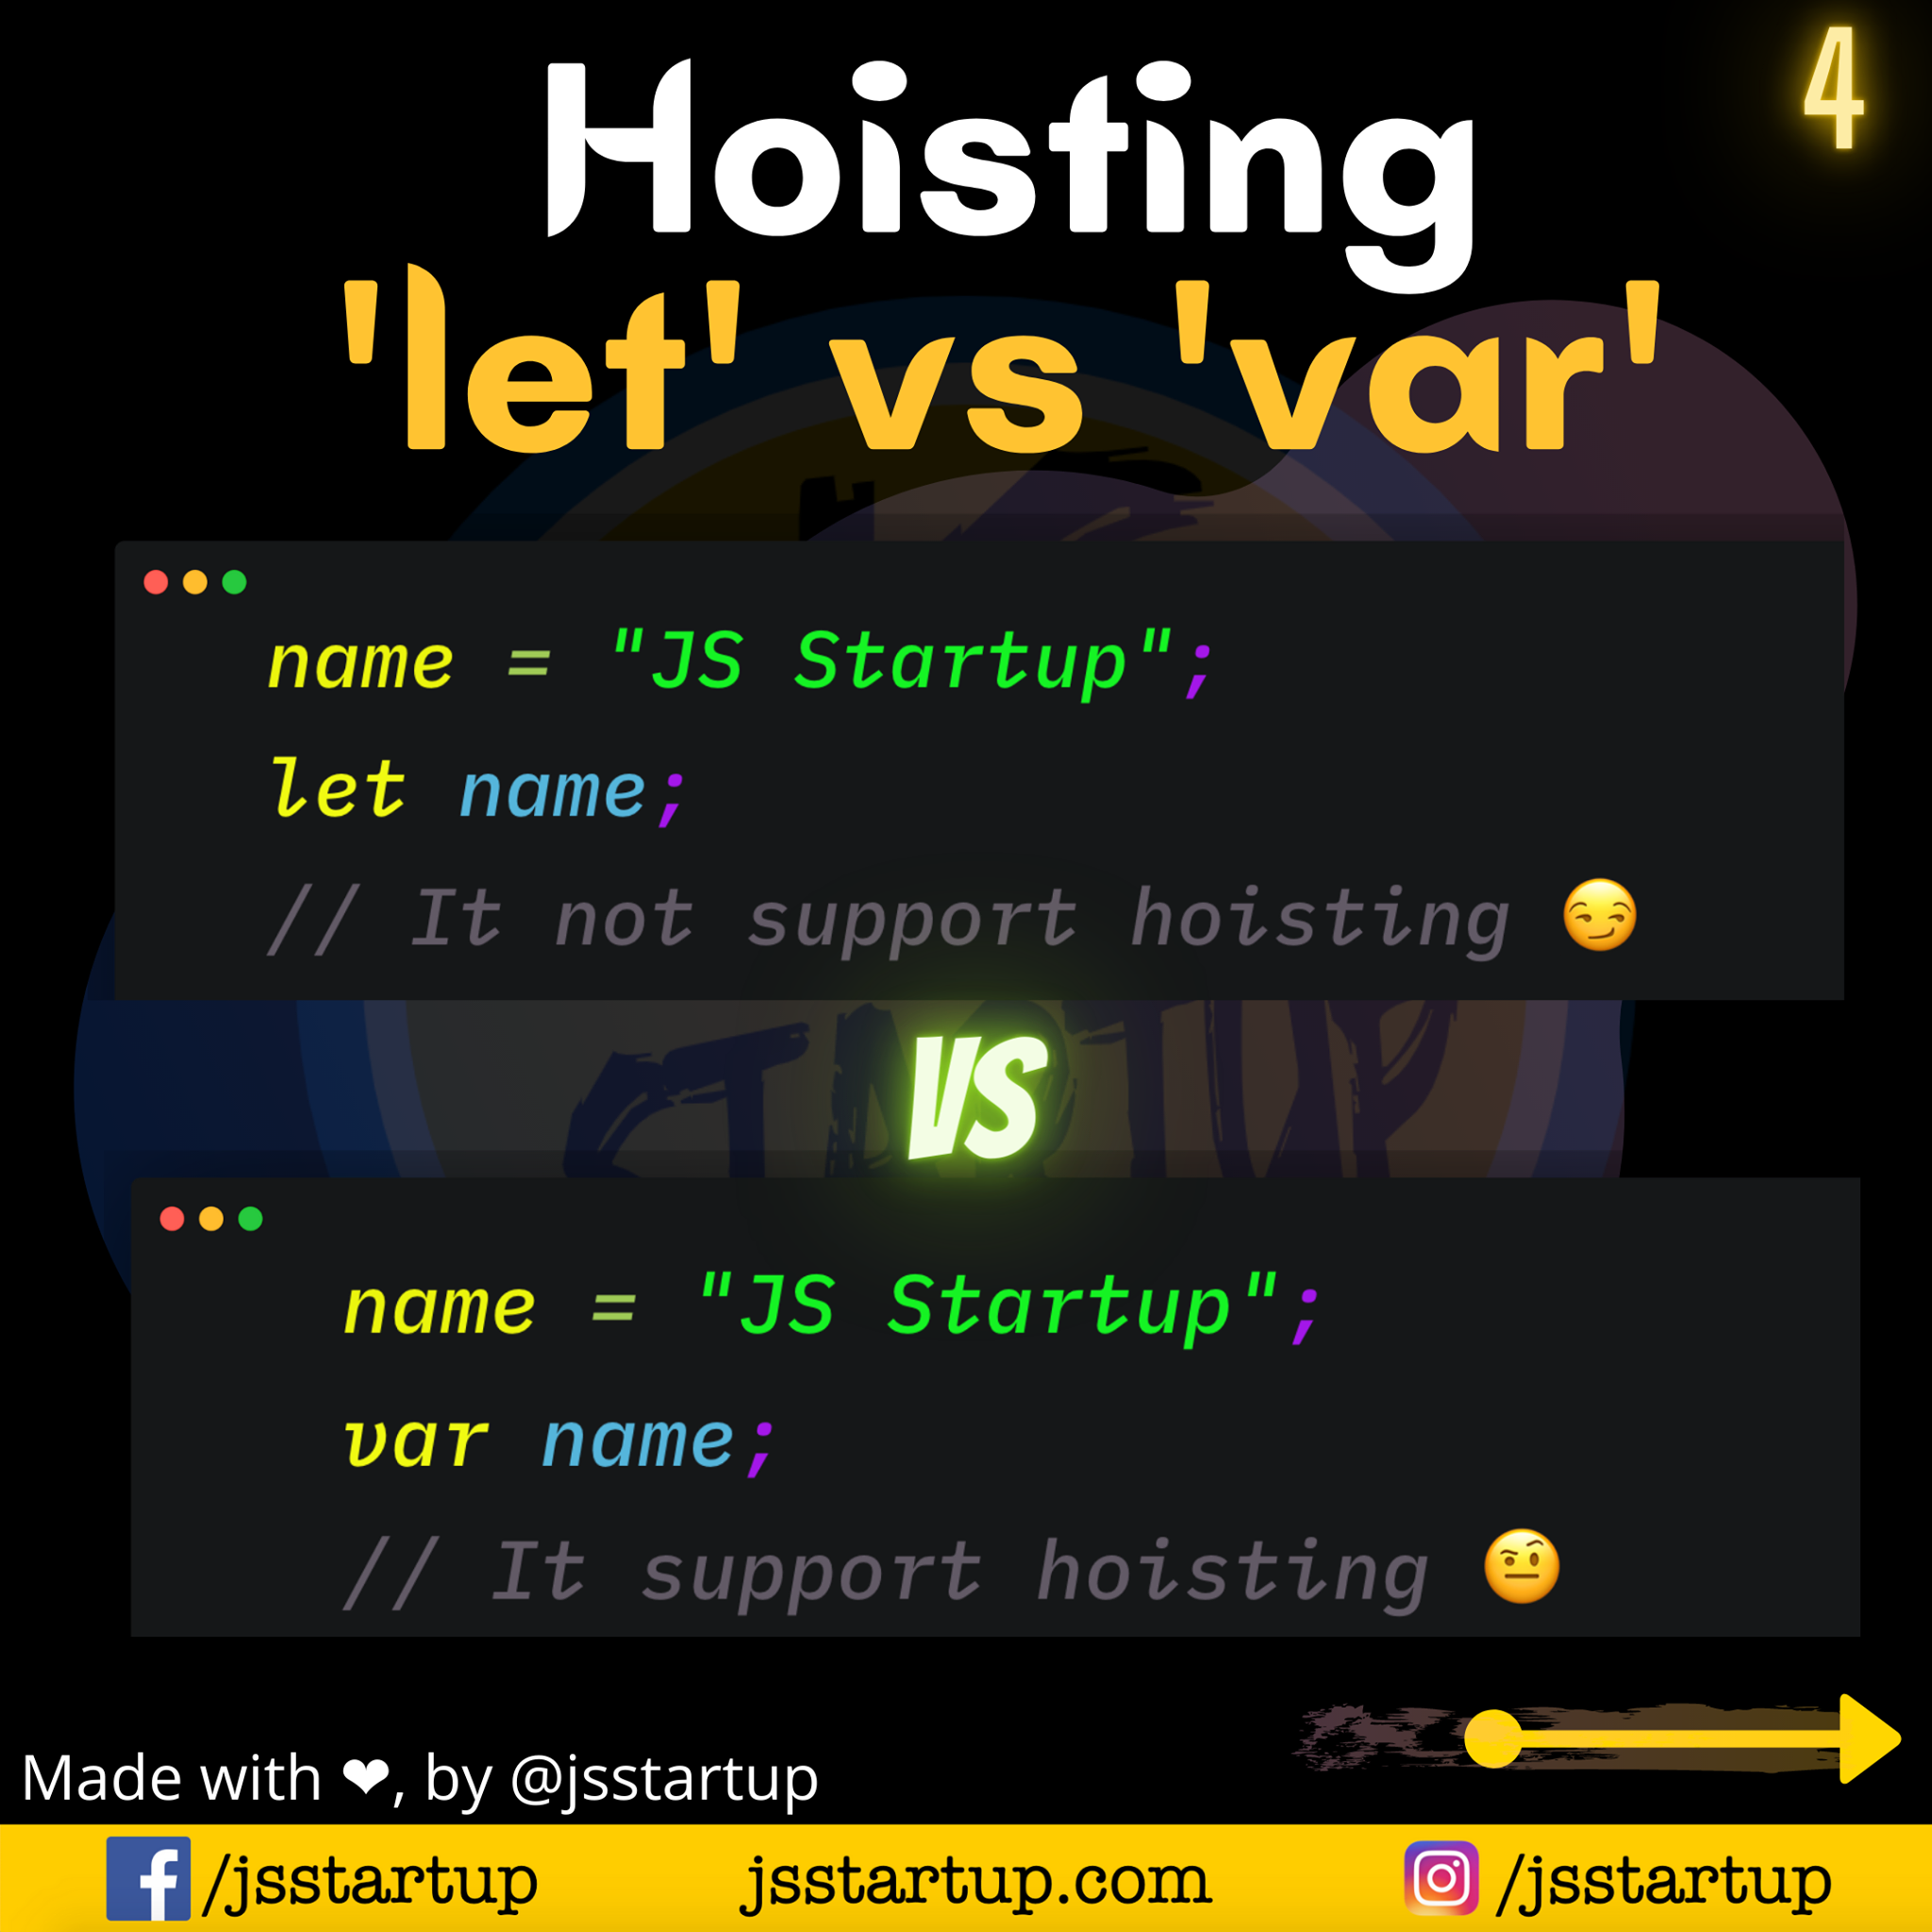 4
Hoisting
'let' vs 'var'
name = "JS Startup";
let name;
// It not support hoisting 😏
VS
name = "JS Startup";
var name;
// It support hoisting 🤨
Made with ❤, by @jsstartup
/jsstartup jsstartup.com /jsstartup